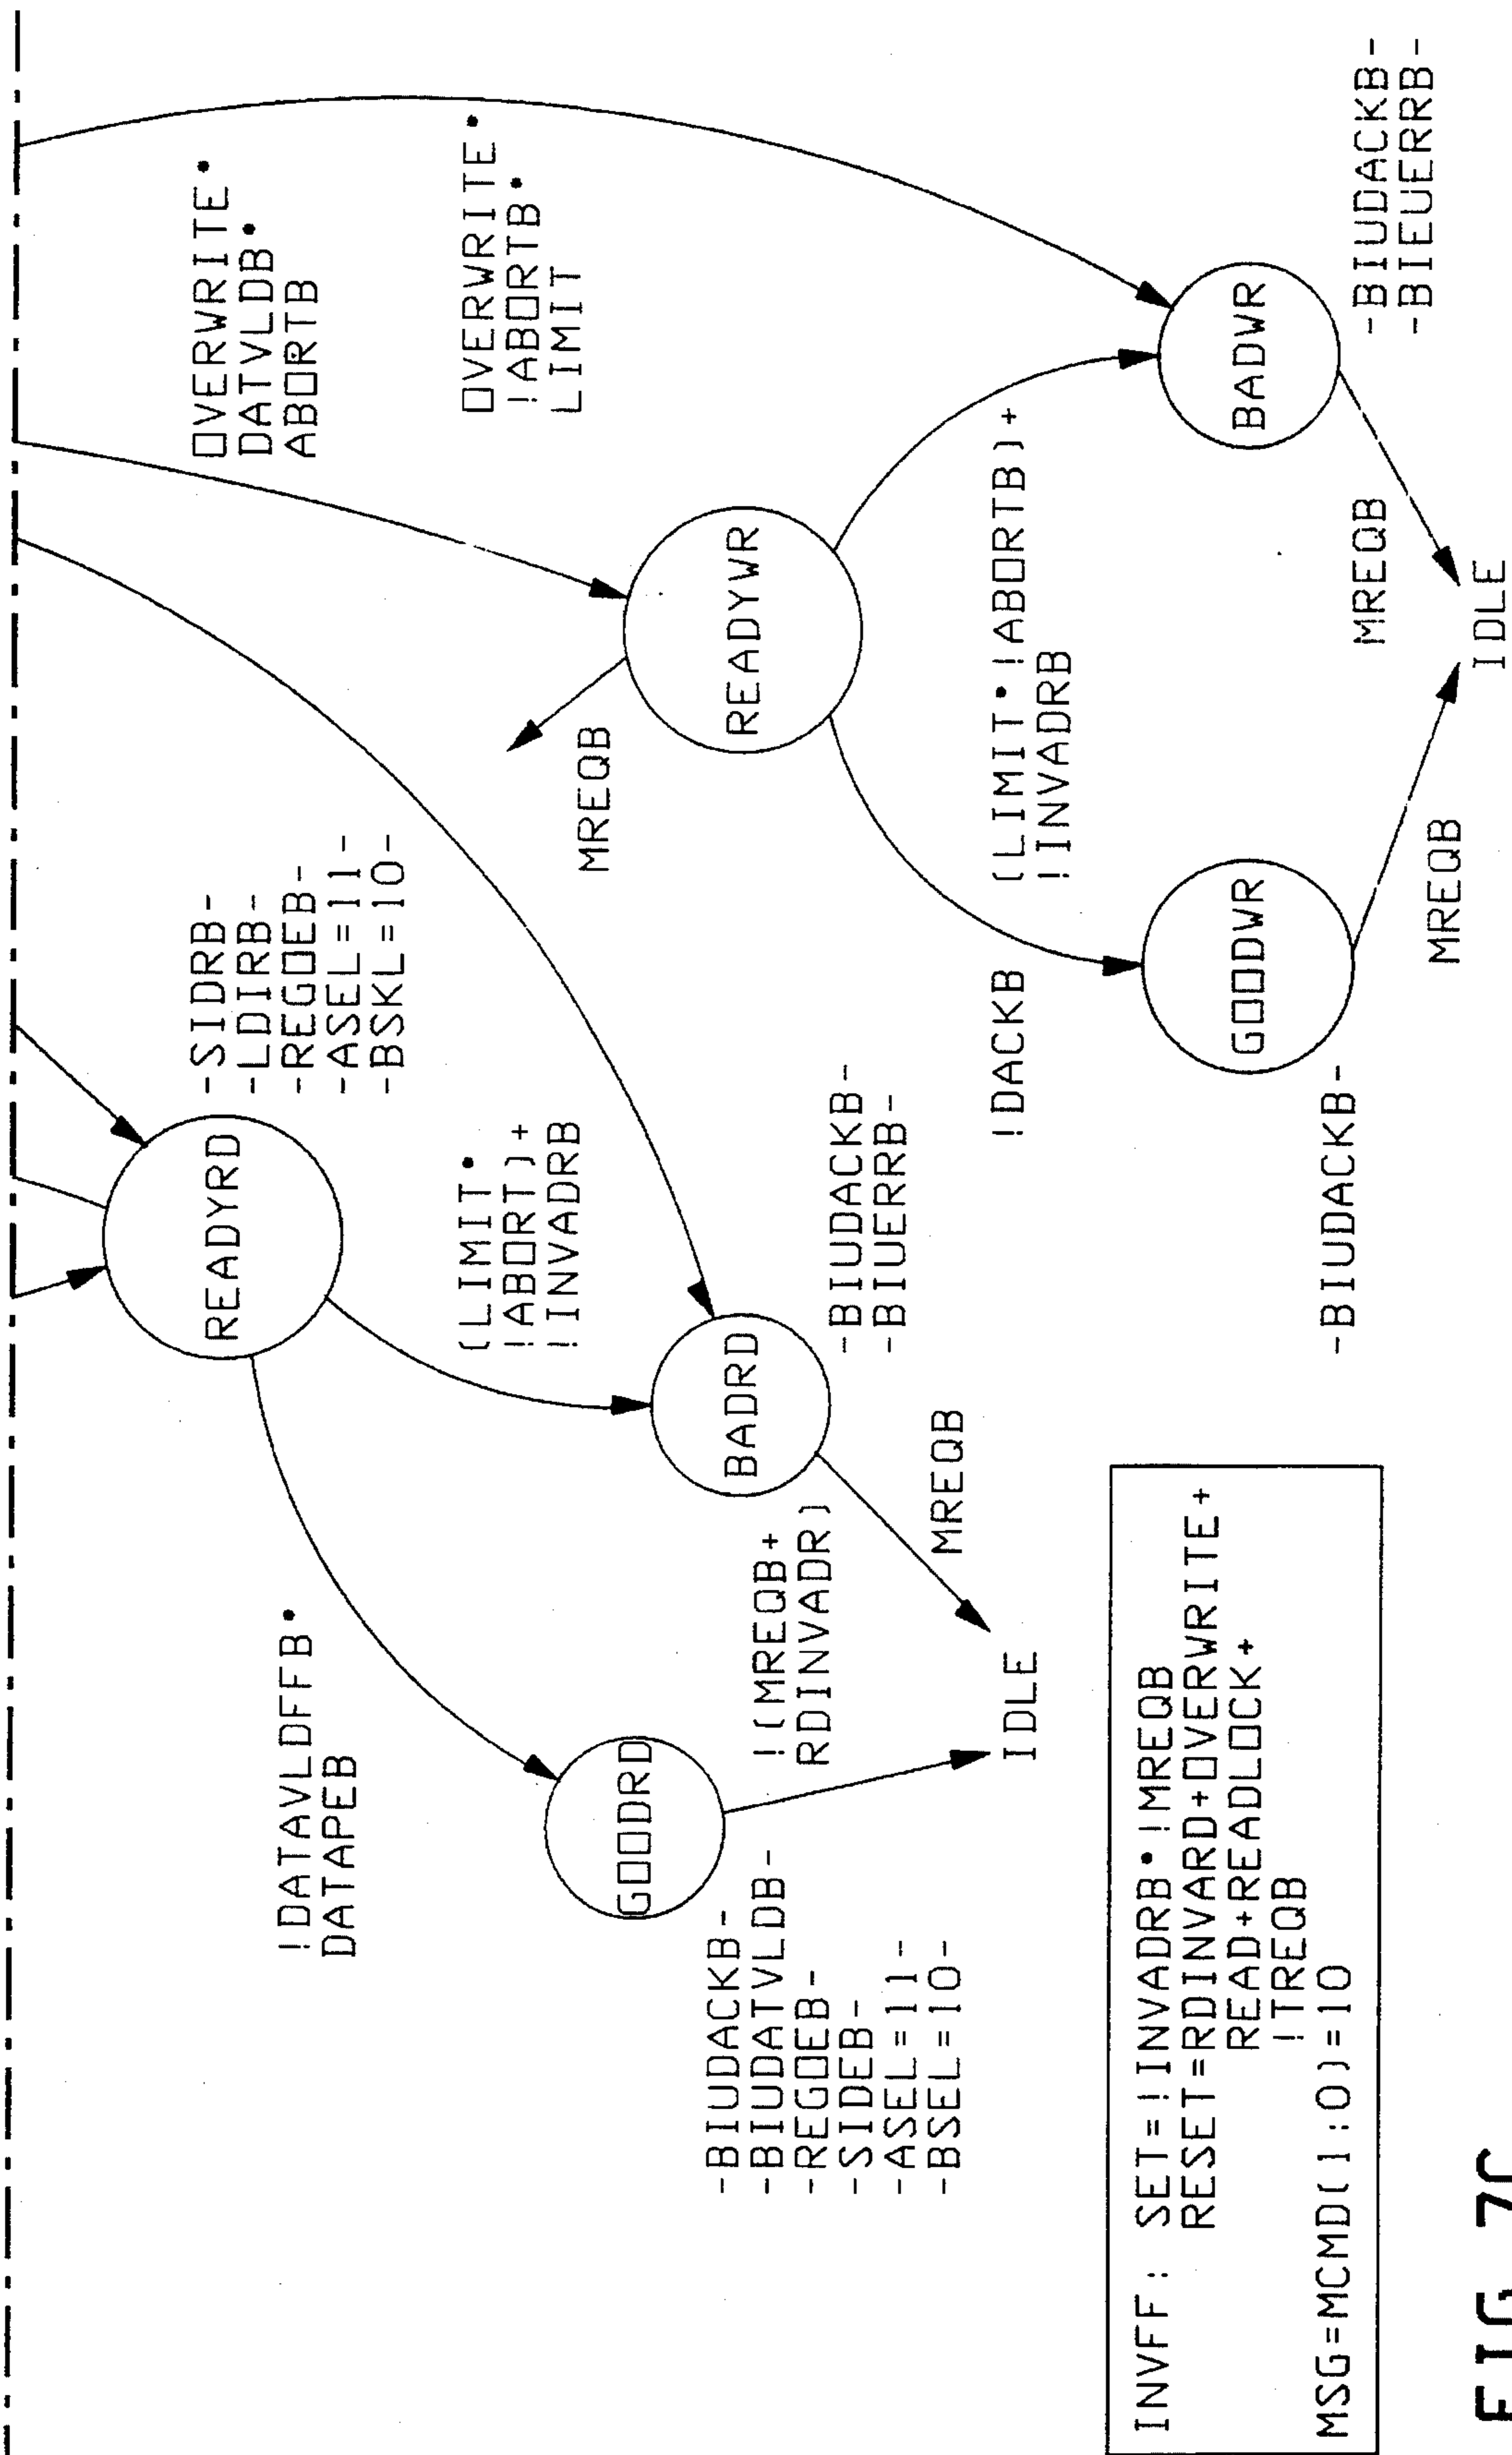 !DATAVLDFFB•
DATAPEB
READYRD
-SIDRB-
-LDIRB-
-REGOEB-
-ASEL=11-
-BSKL=10-
OVERWRITE•
DATVLDB•
ABORTB
(LIMIT•
!ABORT)+
!INVADRB
OVERWRITE•
!ABORTB•
LIMIT
MREQB
GOODRD
BADRD
READYWR
-BIUDACKB-
-BIUDATVLDB-
-REGOEB-
-SIDEB-
-ASEL=11-
-BSEL=10-
!(MREQB+
RDINVADR)
-BIUDACKB-
-BIUERRB-
MREQB
IDLE
!DACKB
(LIMIT•!ABORTB)+
!INVADRB
GOODWR
BADWR
-BIUDACKB-
-BIUDACKB-
-BIEUERRB-
MREQB
MREQB
IDLE
INVFF: SET=!INVADRB•!MREQB
RESET=RDINVARD+OVERWRITE+
READ+READLOCK+
!TREQB
MSG=MCMD(1:0)=10
FIG 7C